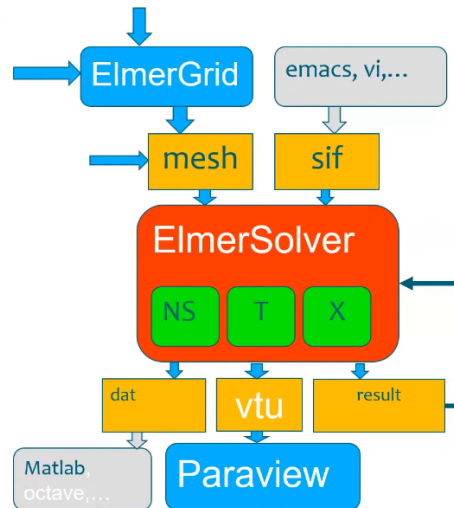 ElmerGrid
emacs, vi,...
mesh
sif
ElmerSolver
NS
T
X
dat
vtu
result
Matlab,
octave,...
Paraview